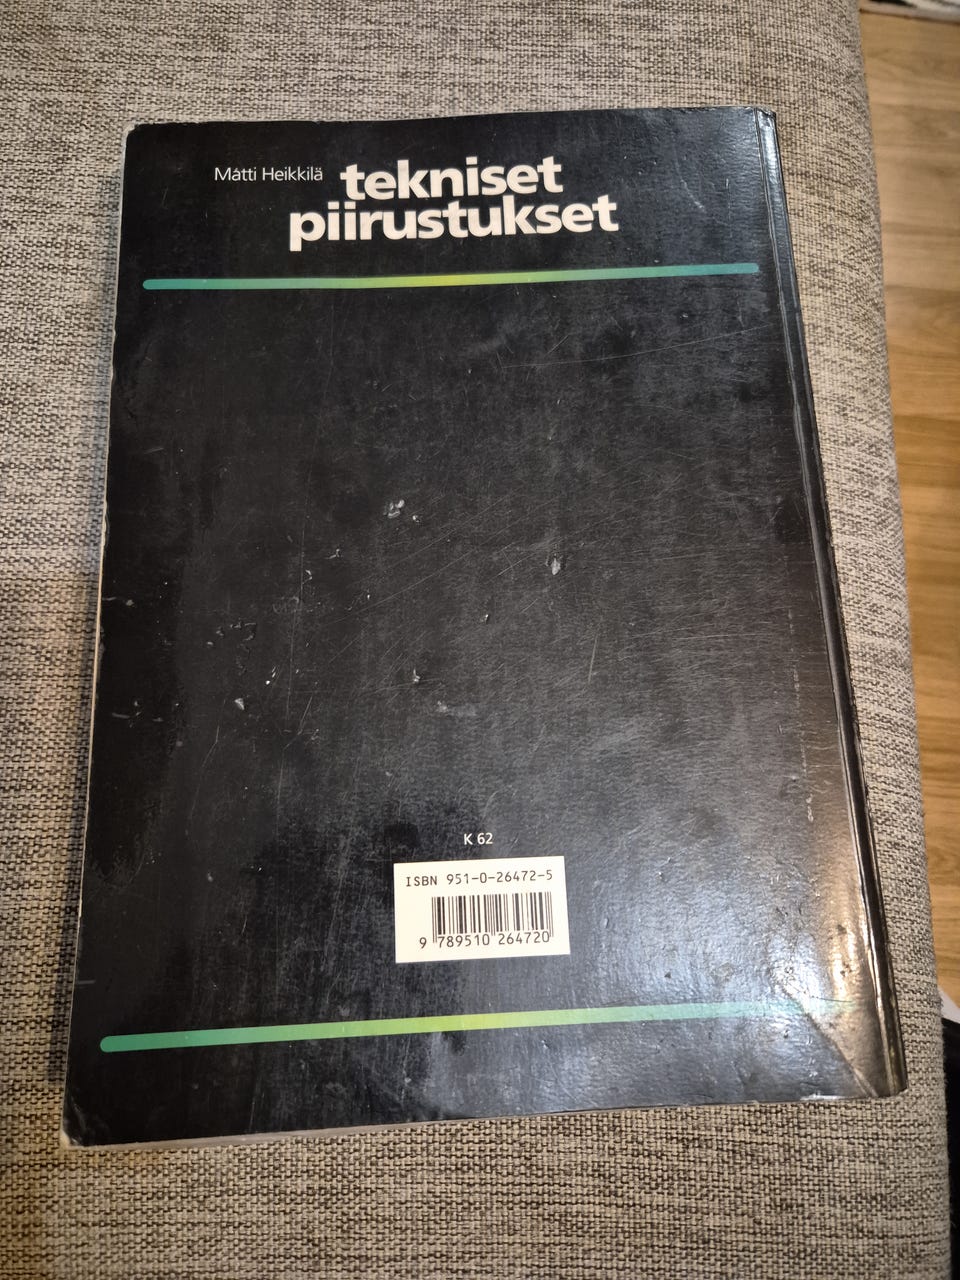 Matti Heikkilä tekniset
piirustukset
K 62
ISBN 951-0-26472-5
9 789510 264720